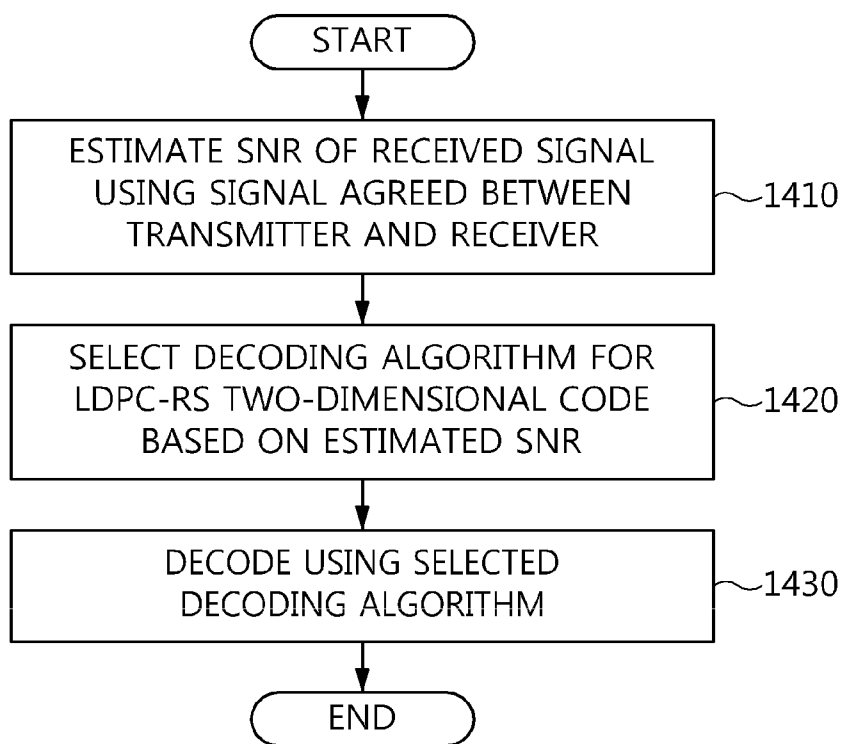 START
ESTIMATE SNR OF RECEIVED SIGNAL
USING SIGNAL AGREED BETWEEN
TRANSMITTER AND RECEIVER
1410
SELECT DECODING ALGORITHM FOR
LDPC-RS TWO-DIMENSIONAL CODE
BASED ON ESTIMATED SNR
1420
DECODE USING SELECTED
DECODING ALGORITHM
1430
END